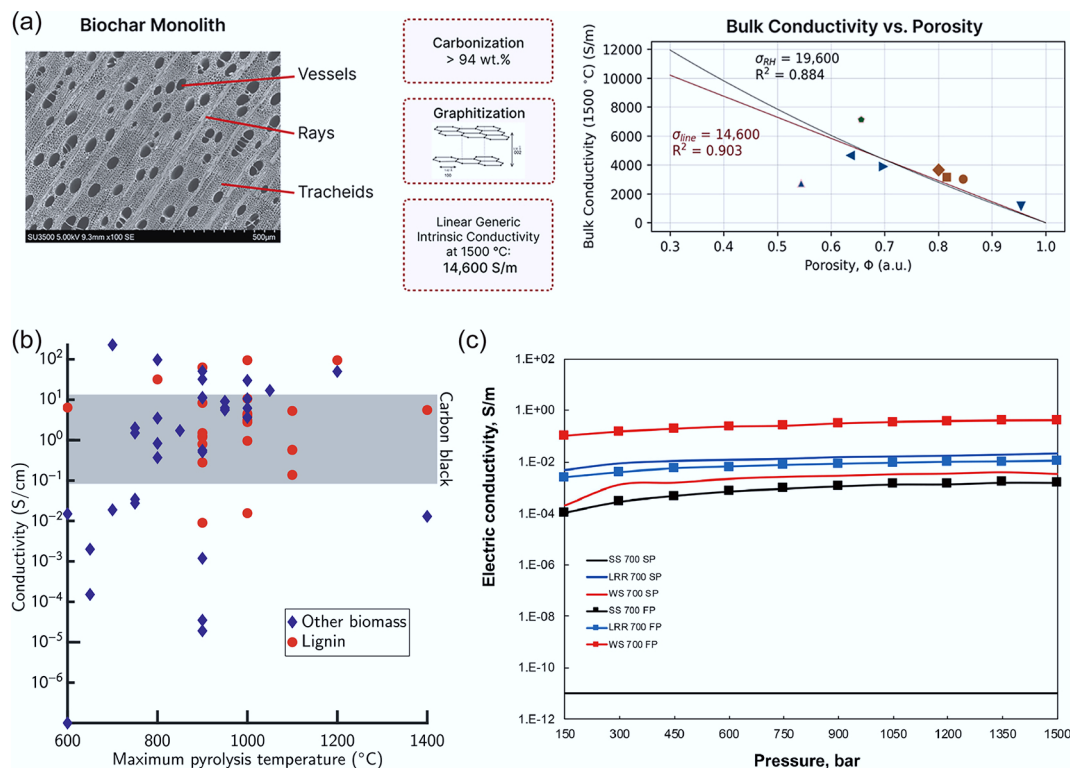 (a)
Biochar Monolith
Vessels
Rays
Tracheids
SU3500 5.00kV 9.3mm x100 SE
500µm
Carbonization
> 94 wt.%
Graphitization
002
100
Linear Generic
Intrinsic Conductivity
at 1500 °C:
14,600 S/m
Bulk Conductivity vs. Porosity
Bulk Conductivity (1500 °C) (S/m)
12000
10000
8000
6000
4000
2000
0
σRH = 19,600
R² = 0.884
σline = 14,600
R² = 0.903
0.3 0.4 0.5 0.6 0.7 0.8 0.9 1.0
Porosity, Φ (a.u.)
(b)
Conductivity (S/cm)
10²
10¹
10⁰
10⁻¹
10⁻²
10⁻³
10⁻⁴
10⁻⁵
10⁻⁶
Carbon black
Other biomass
Lignin
600 800 1000 1200 1400
Maximum pyrolysis temperature (°C)
(c)
Electric conductivity, S/m
1.E+02
1.E+00
1.E-02
1.E-04
1.E-06
1.E-08
1.E-10
1.E-12
SS 700 SP
LRR 700 SP
WS 700 SP
SS 700 FP
LRR 700 FP
WS 700 FP
150 300 450 600 750 900 1050 1200 1350 1500
Pressure, bar